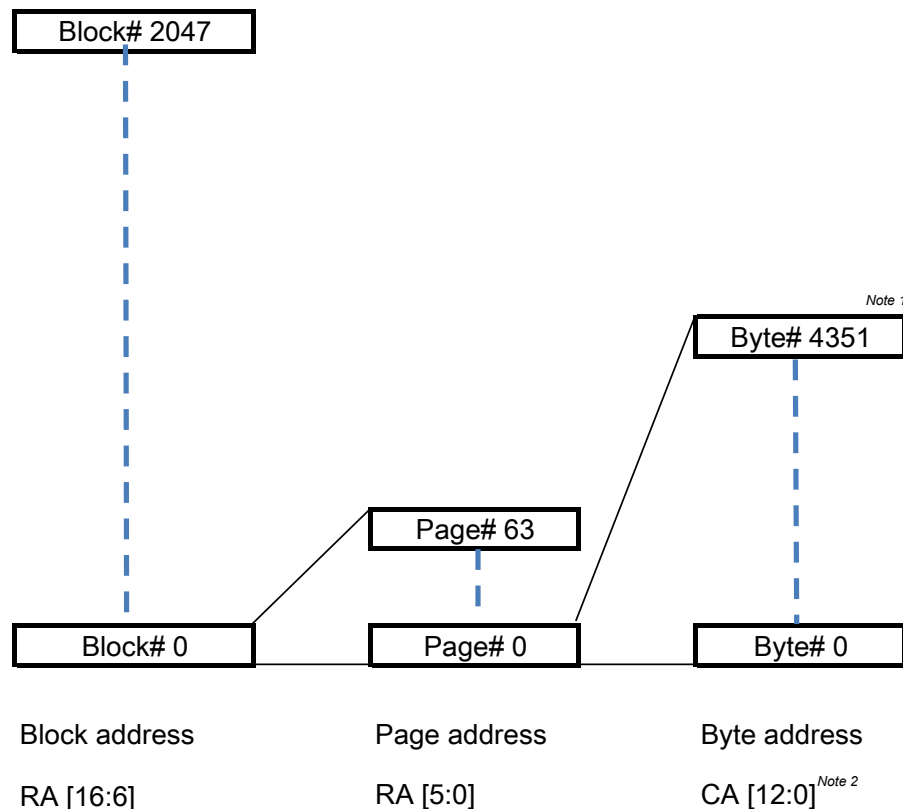 Block# 2047
Note 1
Byte# 4351
Page# 63
Block# 0
Page# 0
Byte# 0
Block address
Page address
Byte address
RA [16:6]
RA [5:0]
CA [12:0] Note 2